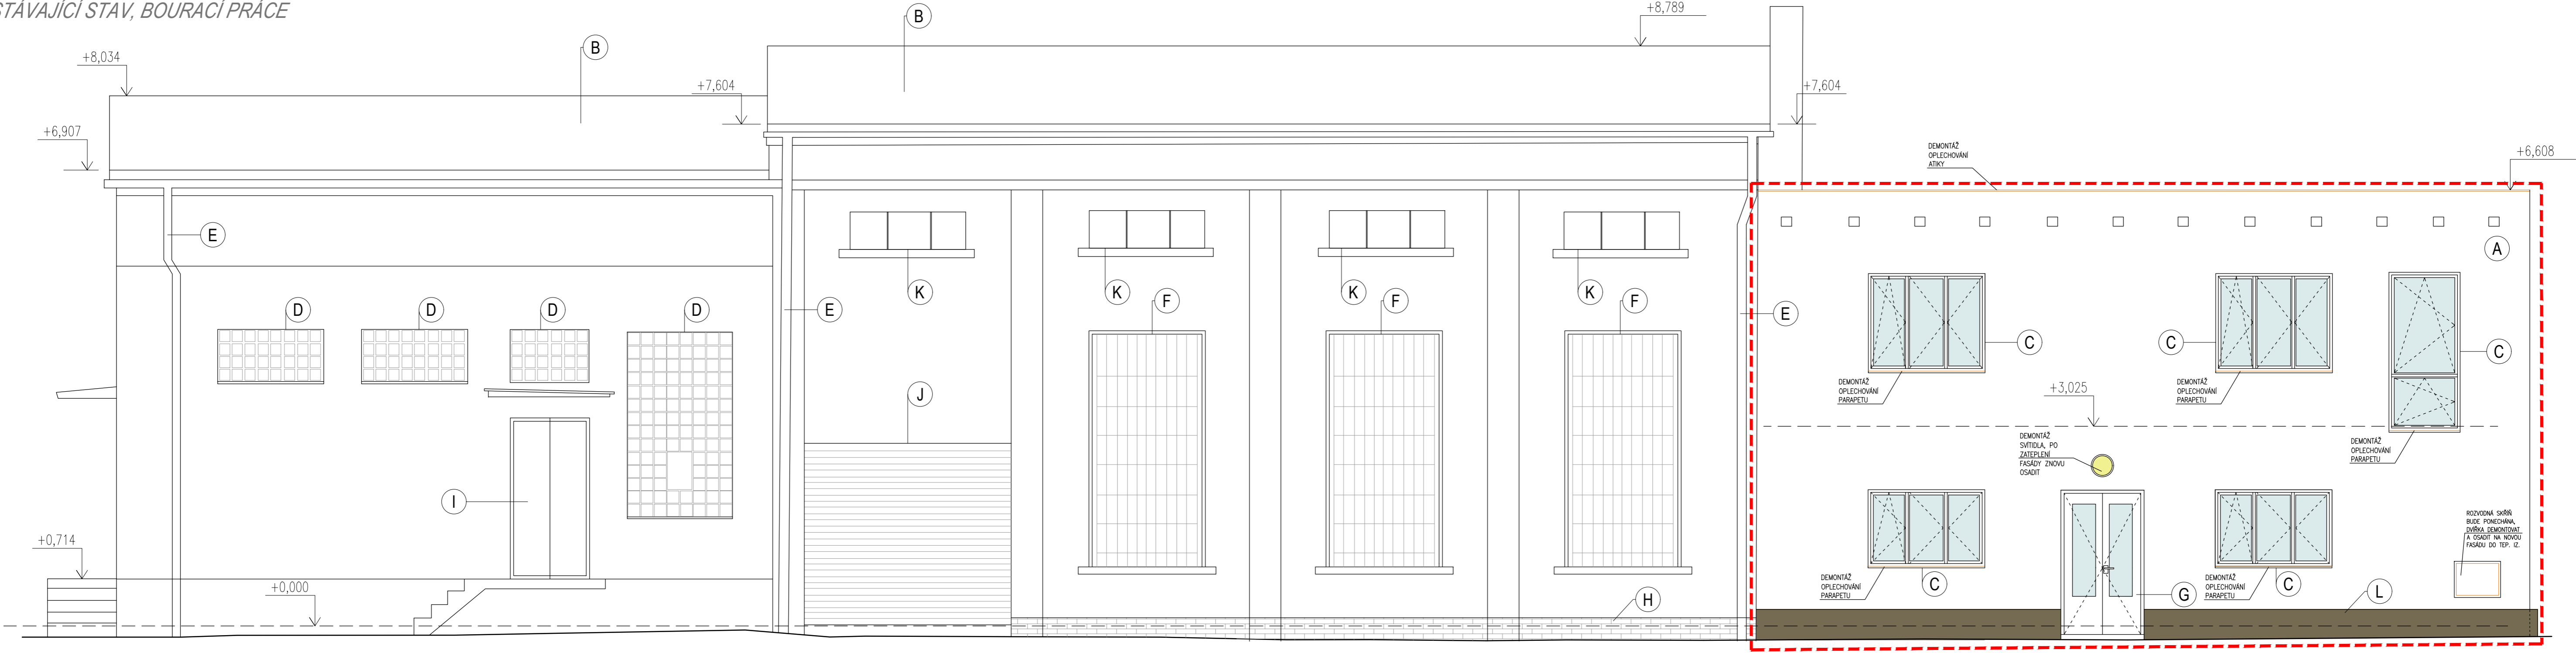 STÁVAJÍCÍ STAV, BOURACÍ PRÁCE
B
+8,789
B
+8,034
+7,604
+7,604
+6,907
DEMONTÁŽ
OPLECHOVÁNÍ
ATIKY
+6,608
E
A
K
K
K
K
D
D
D
D
E
F
F
F
E
C
C
C
DEMONTÁŽ
OPLECHOVÁNÍ
PARAPETU
DEMONTÁŽ
OPLECHOVÁNÍ
PARAPETU
+3,025
J
DEMONTÁŽ
SVÍTIDLA, PO
ZATEPLENÍ
FASÁDY ZNOVU
OSADIT
DEMONTÁŽ
OPLECHOVÁNÍ
PARAPETU
I
ROZVODNÁ SKŘÍŇ
BUDE PONECHÁNA,
DVÍŘKA DEMONTOVAT
A OSADIT NA NOVOU
FASÁDU DO TEP. IZ.
+0,714
+0,000
DEMONTÁŽ
OPLECHOVÁNÍ
PARAPETU
C
DEMONTÁŽ
OPLECHOVÁNÍ
PARAPETU
C
H
G
L